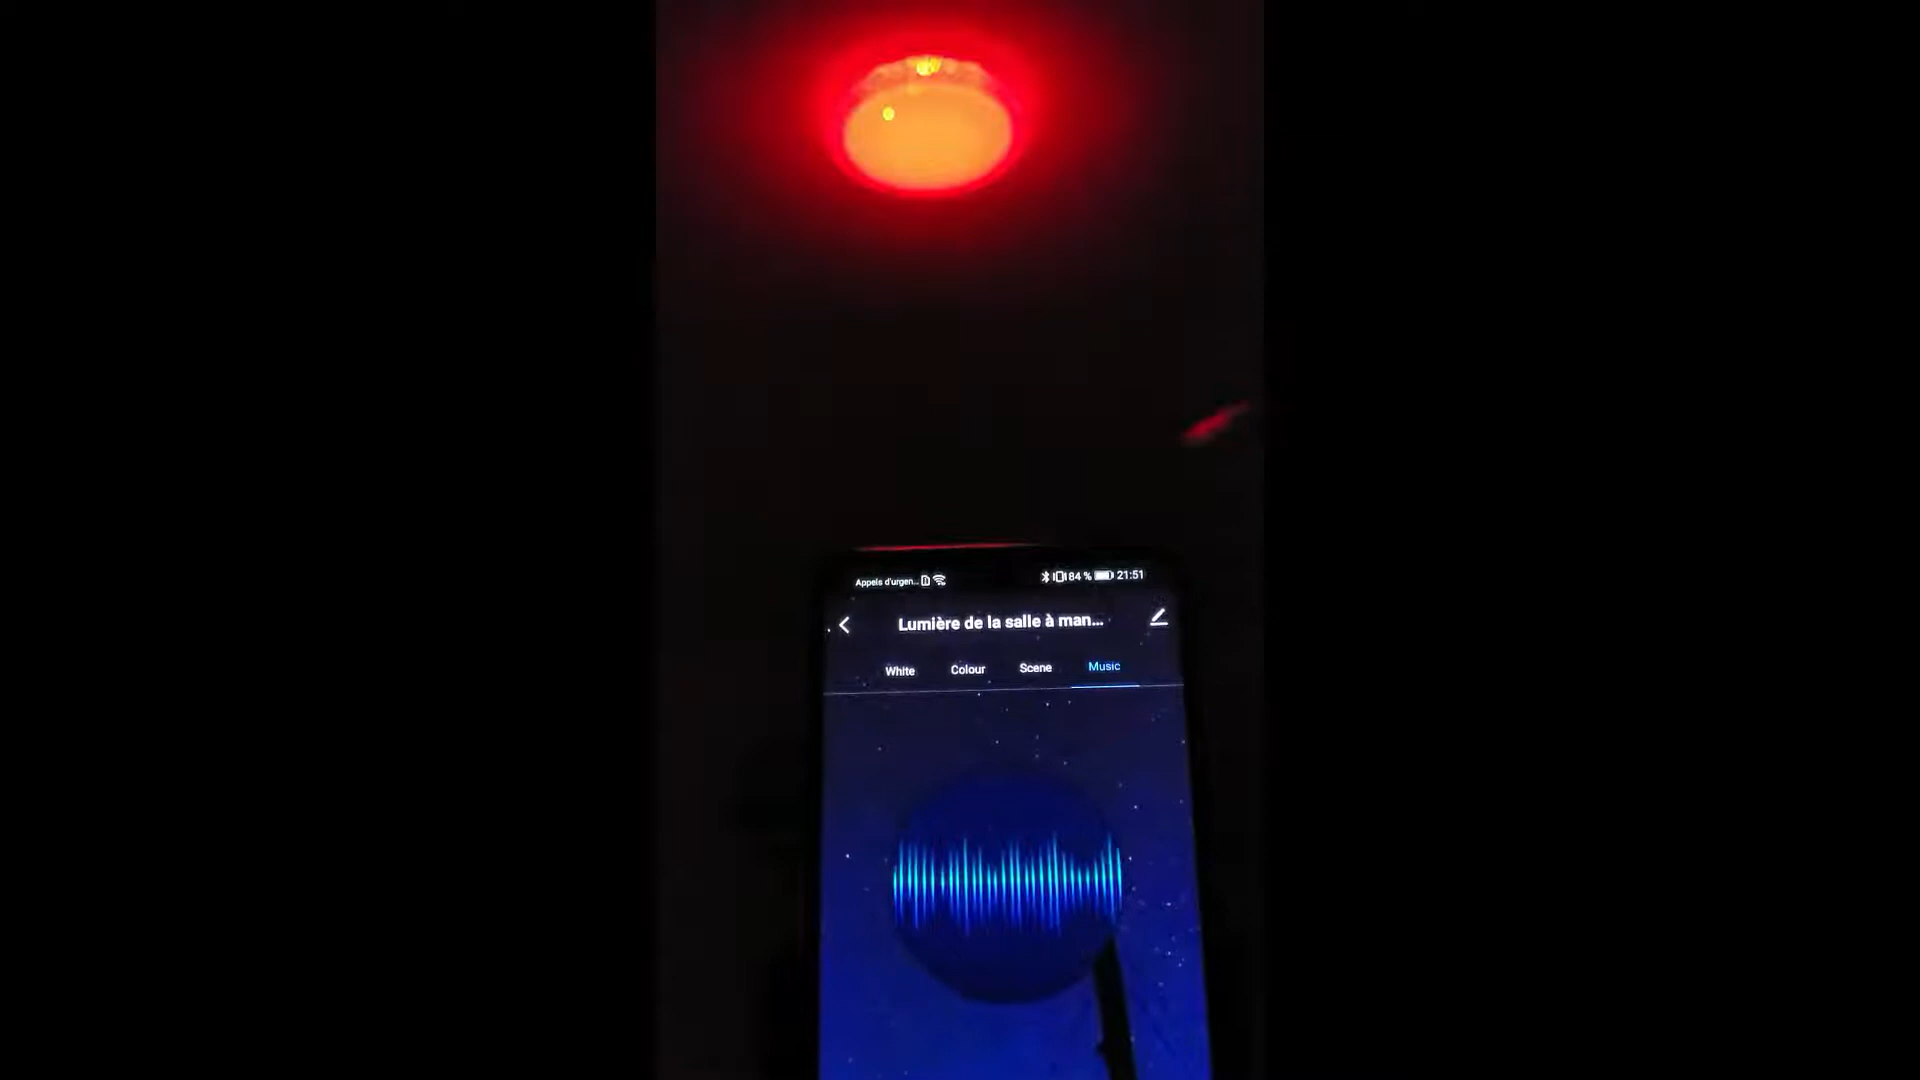 Appels d'urgen... 84 % 21:51
Lumière de la salle à man...
White Colour Scene Music